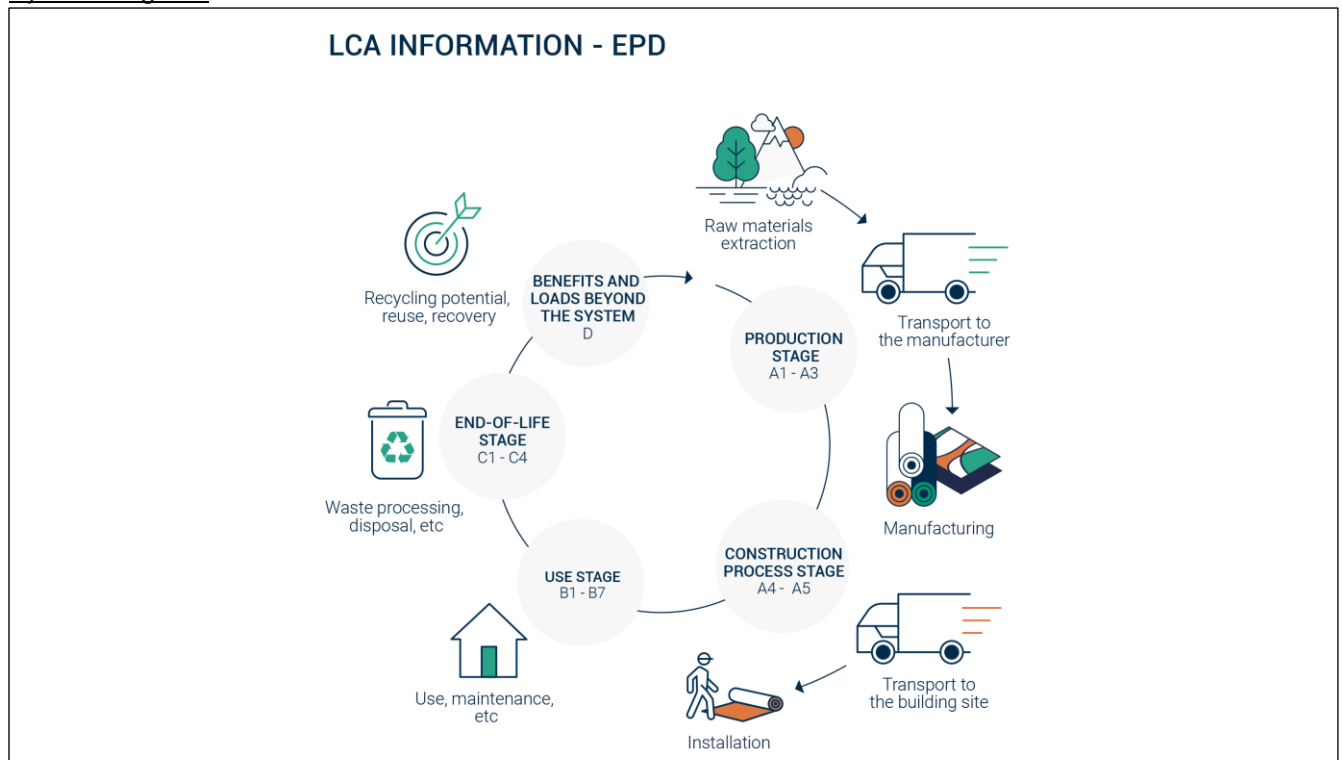 LCA INFORMATION - EPD
Raw materials
extraction
Transport to
the manufacturer
Manufacturing
Transport to
the building site
Installation
Use, maintenance,
etc
Waste processing,
disposal, etc
Recycling potential,
reuse, recovery
BENEFITS AND
LOADS BEYOND
THE SYSTEM
D
PRODUCTION
STAGE
A1 - A3
CONSTRUCTION
PROCESS STAGE
A4 - A5
USE STAGE
B1 - B7
END-OF-LIFE
STAGE
C1 - C4